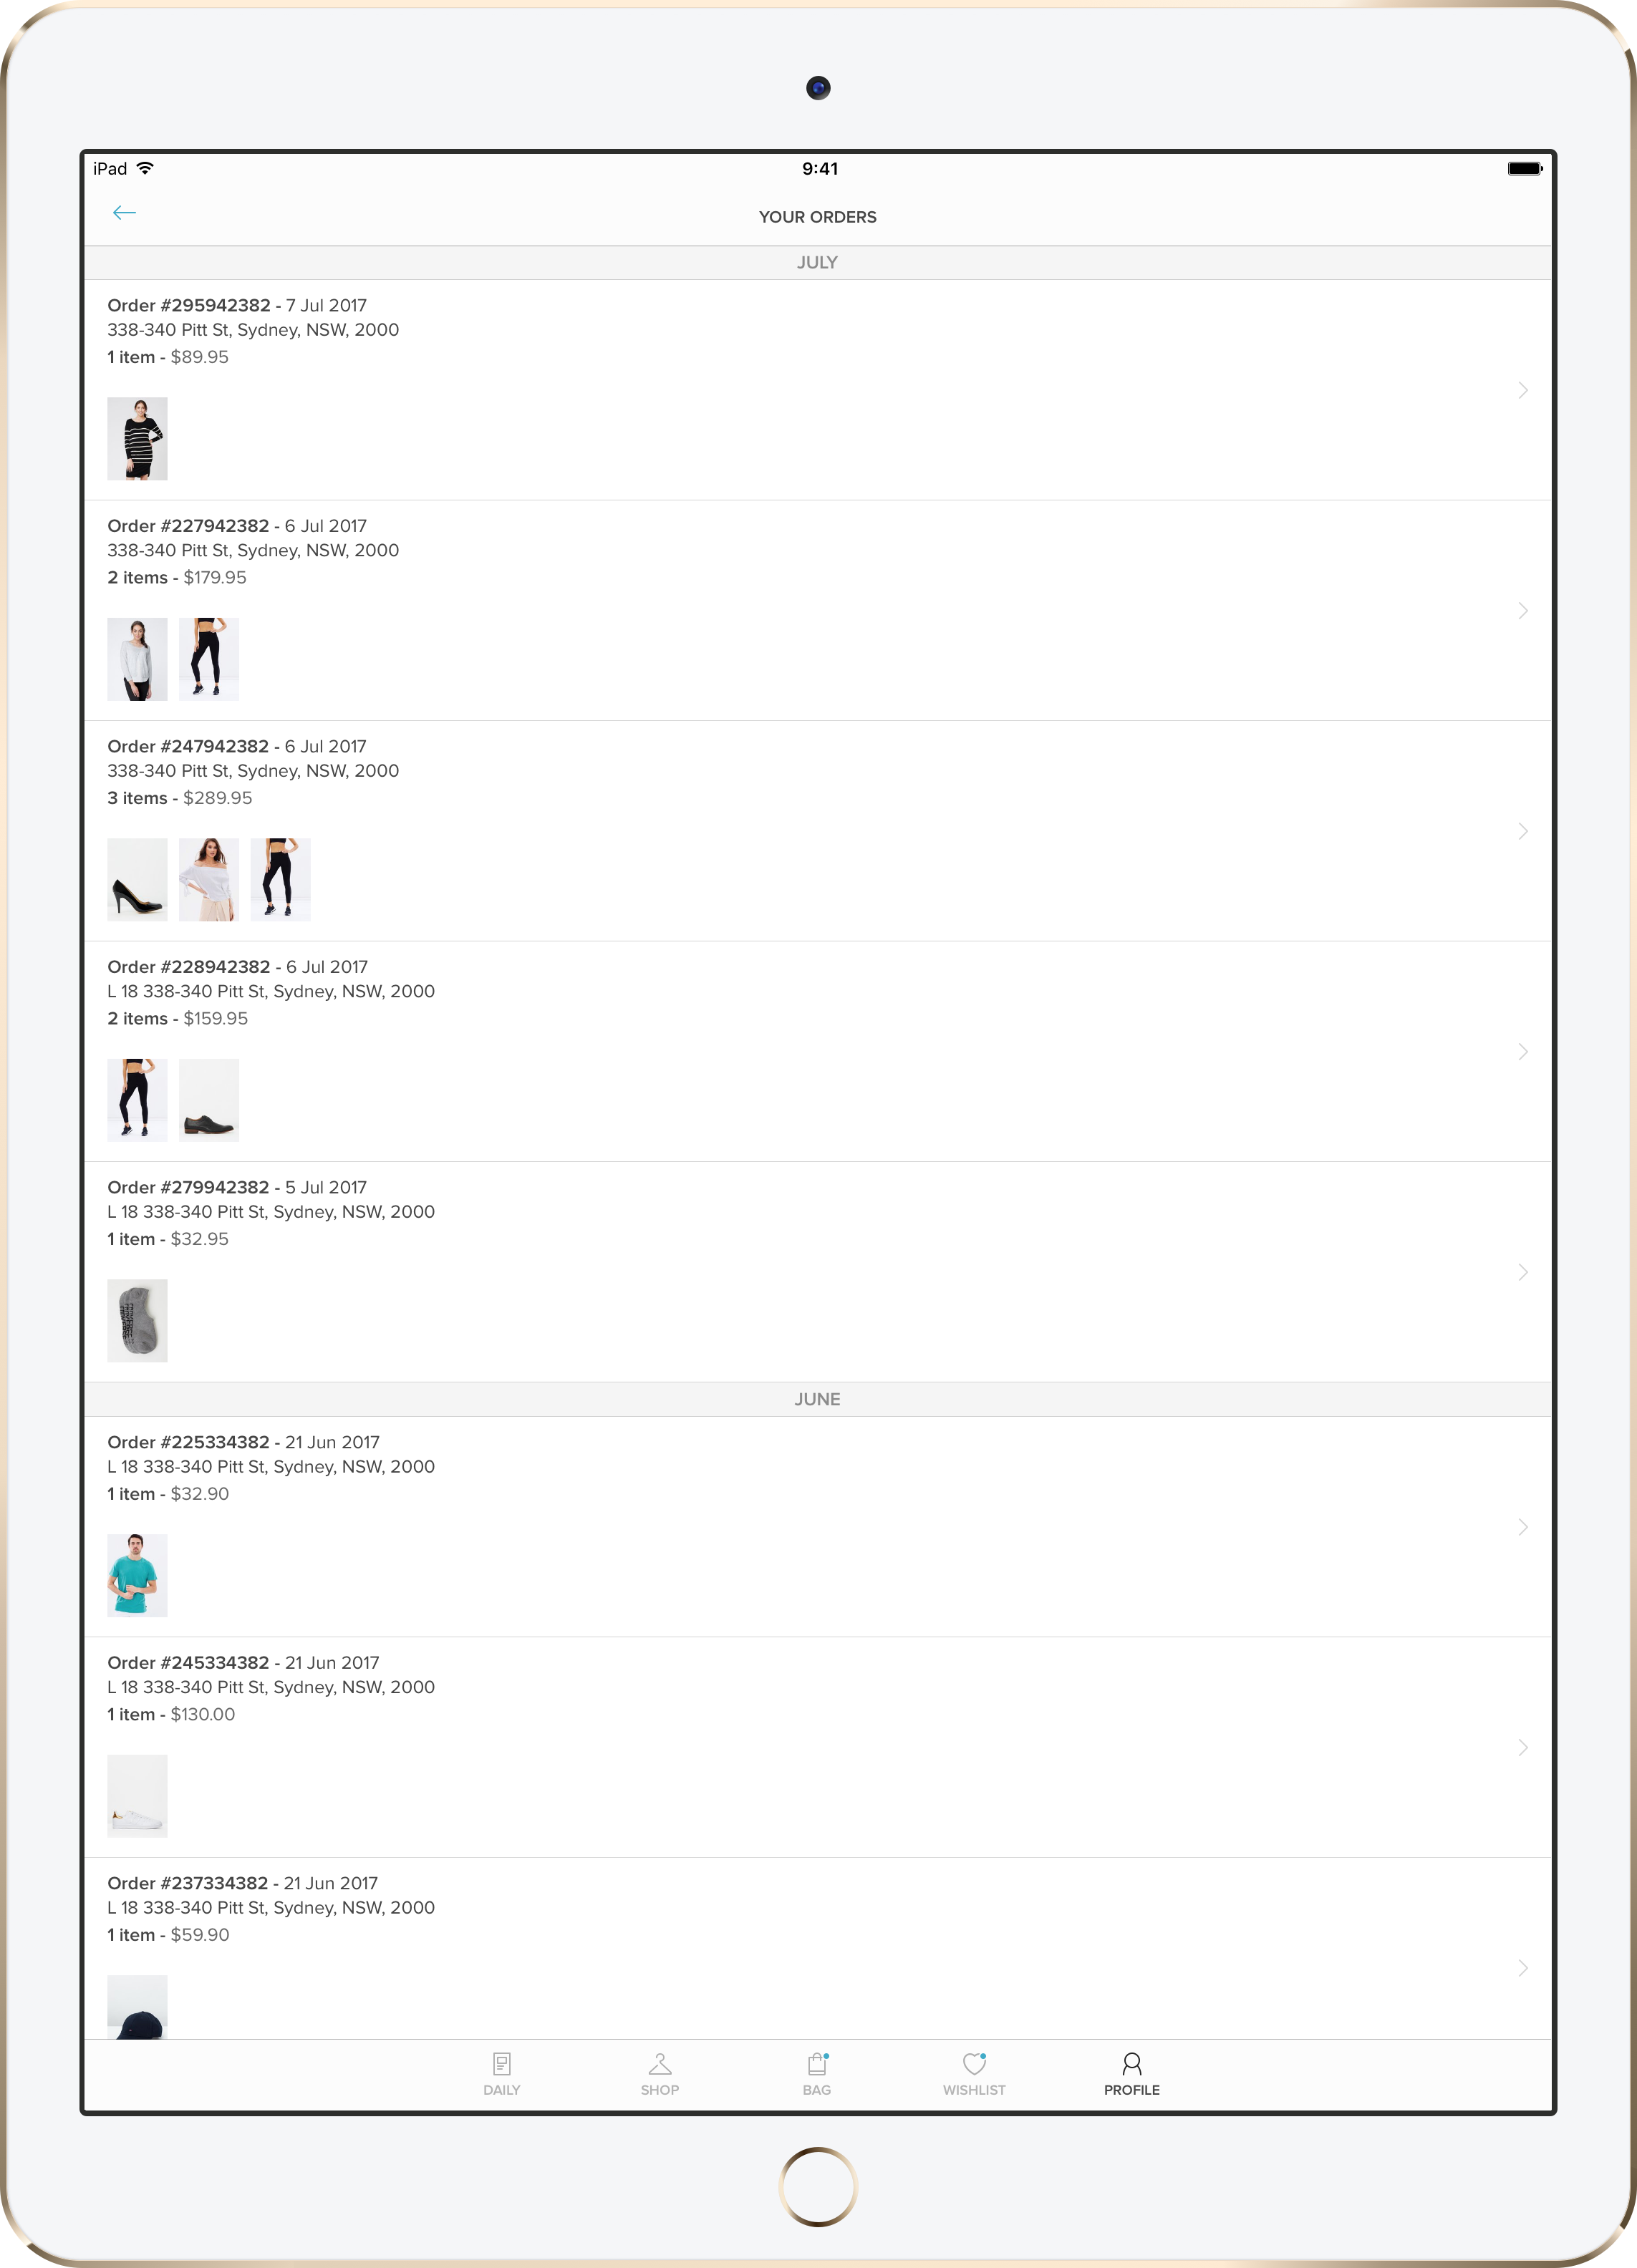 iPad 9:41
YOUR ORDERS
JULY
Order #295942382 - 7 Jul 2017
338-340 Pitt St, Sydney, NSW, 2000
1 item - $89.95
Order #227942382 - 6 Jul 2017
338-340 Pitt St, Sydney, NSW, 2000
2 items - $179.95
Order #247942382 - 6 Jul 2017
338-340 Pitt St, Sydney, NSW, 2000
3 items - $289.95
Order #228942382 - 6 Jul 2017
L 18 338-340 Pitt St, Sydney, NSW, 2000
2 items - $159.95
Order #279942382 - 5 Jul 2017
L 18 338-340 Pitt St, Sydney, NSW, 2000
1 item - $32.95
JUNE
Order #225334382 - 21 Jun 2017
L 18 338-340 Pitt St, Sydney, NSW, 2000
1 item - $32.90
Order #245334382 - 21 Jun 2017
L 18 338-340 Pitt St, Sydney, NSW, 2000
1 item - $130.00
Order #237334382 - 21 Jun 2017
L 18 338-340 Pitt St, Sydney, NSW, 2000
1 item - $59.90
DAILY SHOP BAG WISHLIST PROFILE